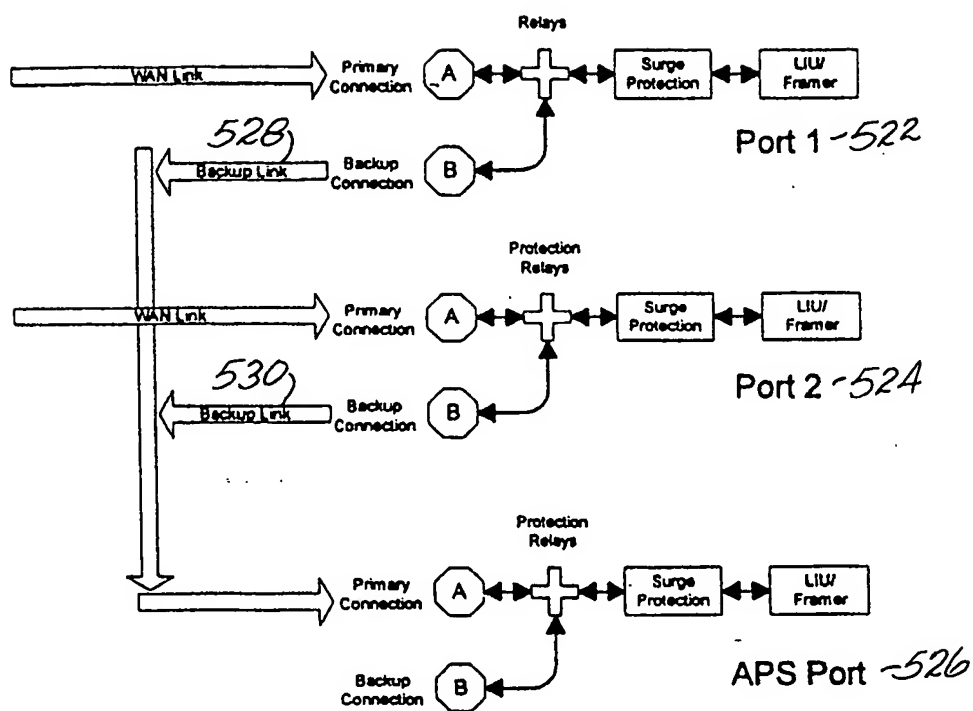 Relays
WAN Link
Primary
Connection
A
Surge
Protection
LIU/
Framer
Port 1 -522
528
Backup Link
Backup
Connection
B
Protection
Relays
WAN Link
Primary
Connection
A
Surge
Protection
LIU/
Framer
Port 2 -524
530
Backup Link
Backup
Connection
B
Protection
Relays
Primary
Connection
A
Surge
Protection
LIU/
Framer
APS Port -526
Backup
Connection
B